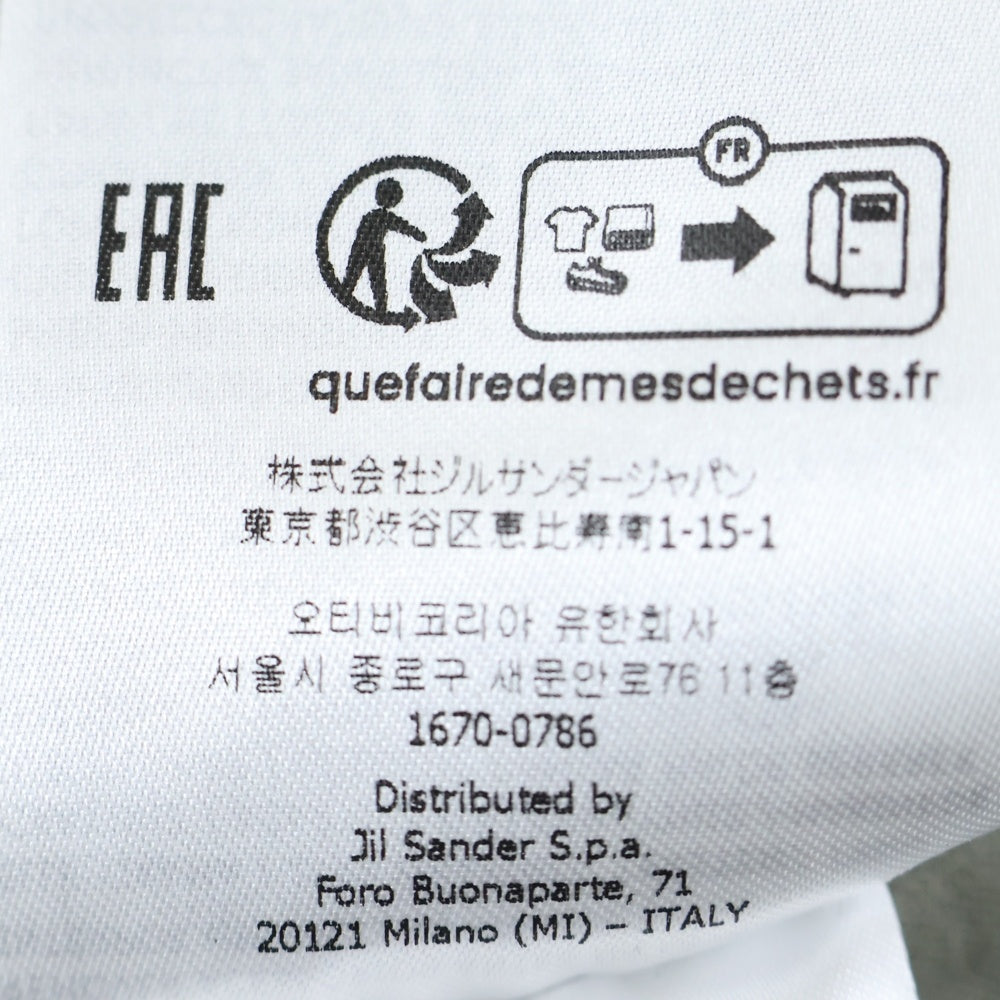 EAC
FR
quefairedemesdechets.fr
株式会社ジルサンダージャパン
東京都渋谷区恵比寿南1-15-1
오티비코리아 유한회사
서울시 종로구 새문안로76 11층
1670-0786
Distributed by
Jil Sander S.p.a.
Foro Buonaparte, 71
20121 Milano (MI) – ITALY